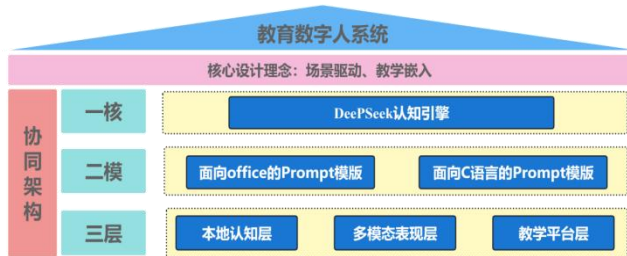 教育数字人系统
核心设计理念：场景驱动、教学嵌入
协同架构
一核
DeePSeek认知引擎
二模
面向office的Prompt模版
面向C语言的Prompt模版
三层
本地认知层
多模态表现层
教学平台层